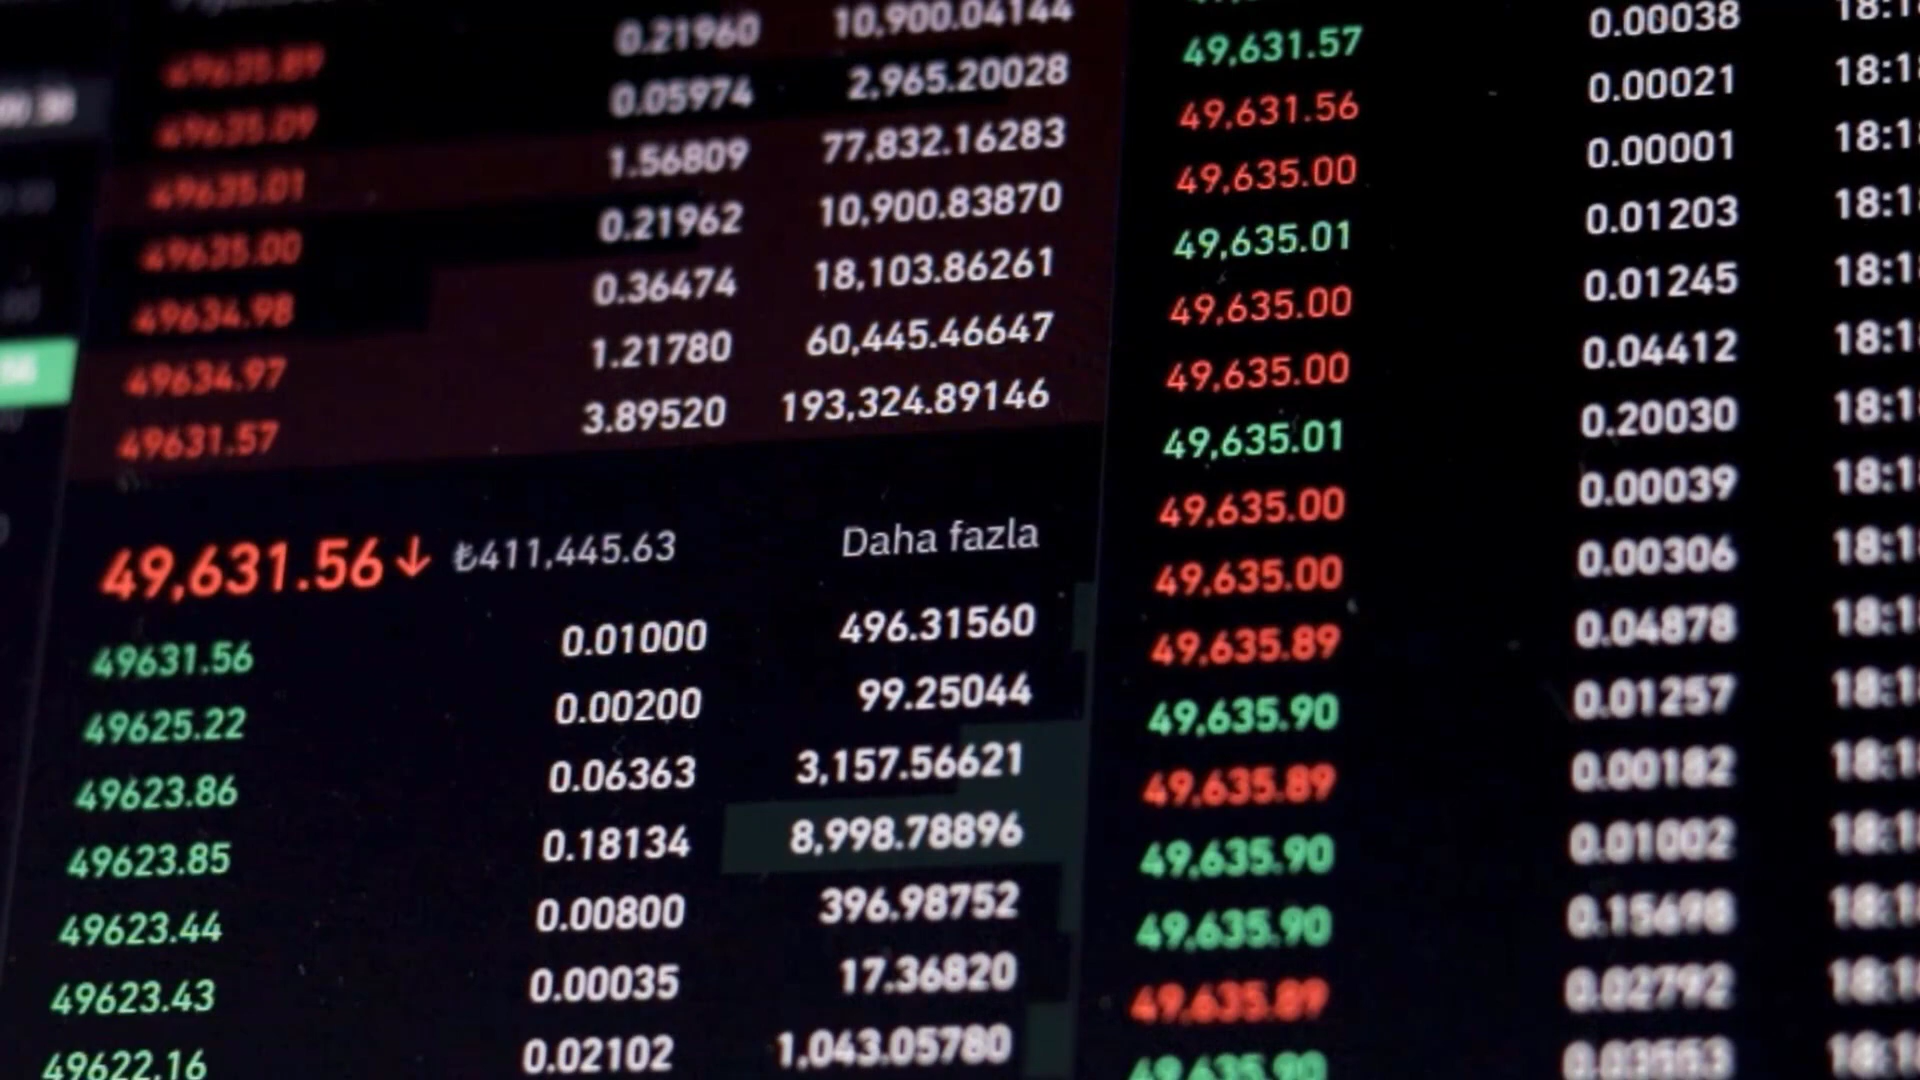 49635.89 0.21960 10,900.04144
49635.09 0.05974 2,965.20028
49635.01 1.56809 77,832.16283
49635.00 0.21962 10,900.83870
49634.98 0.36474 18,103.86261
49634.97 1.21780 60,445.46647
49631.57 3.89520 193,324.89146
49,631.56↓ ₺411,445.63 Daha fazla
49631.56 0.01000 496.31560
49625.22 0.00200 99.25044
49623.86 0.06363 3,157.56621
49623.85 0.18134 8,998.78896
49623.44 0.00800 396.98752
49623.43 0.00035 17.36820
49622.16 0.02102 1,043.05780
49,631.57 0.00038 18:1
49,631.56 0.00021 18:1
49,635.00 0.00001 18:1
49,635.01 0.01203 18:1
49,635.00 0.01245 18:1
49,635.00 0.04412 18:1
49,635.01 0.20030 18:1
49,635.00 0.00039 18:1
49,635.00 0.00306 18:1
49,635.89 0.04878 18:1
49,635.90 0.01257 18:1
49,635.89 0.00182 18:1
49,635.90 0.01002 18:1
49,635.90 0.15698 18:1
49,635.89 0.02792 18:1
49,635.90 0.03553 18:1